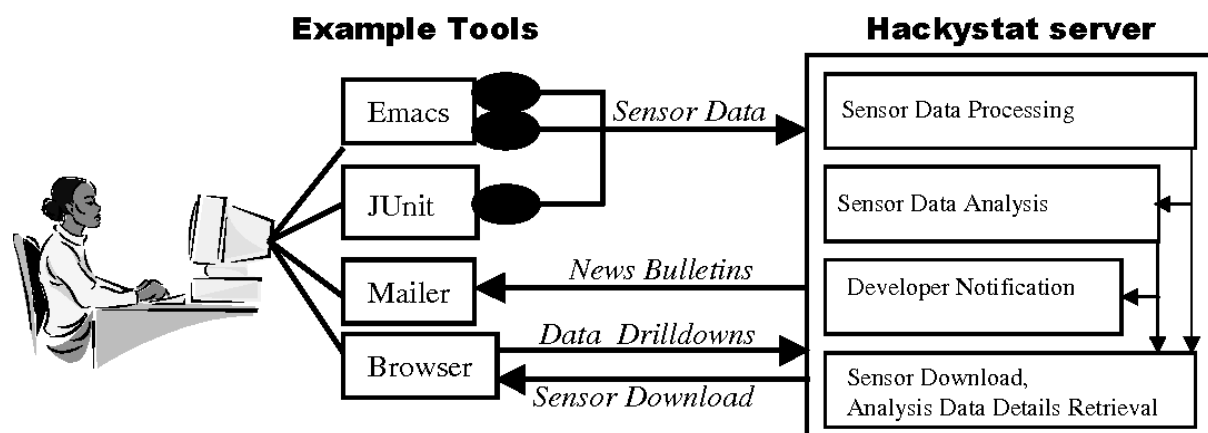 Example Tools
Hackystat server
Emacs
Sensor Data
Sensor Data Processing
JUnit
Sensor Data Analysis
Mailer
News Bulletins
Developer Notification
Browser
Data Drilldowns
Sensor Download
Sensor Download,
Analysis Data Details Retrieval